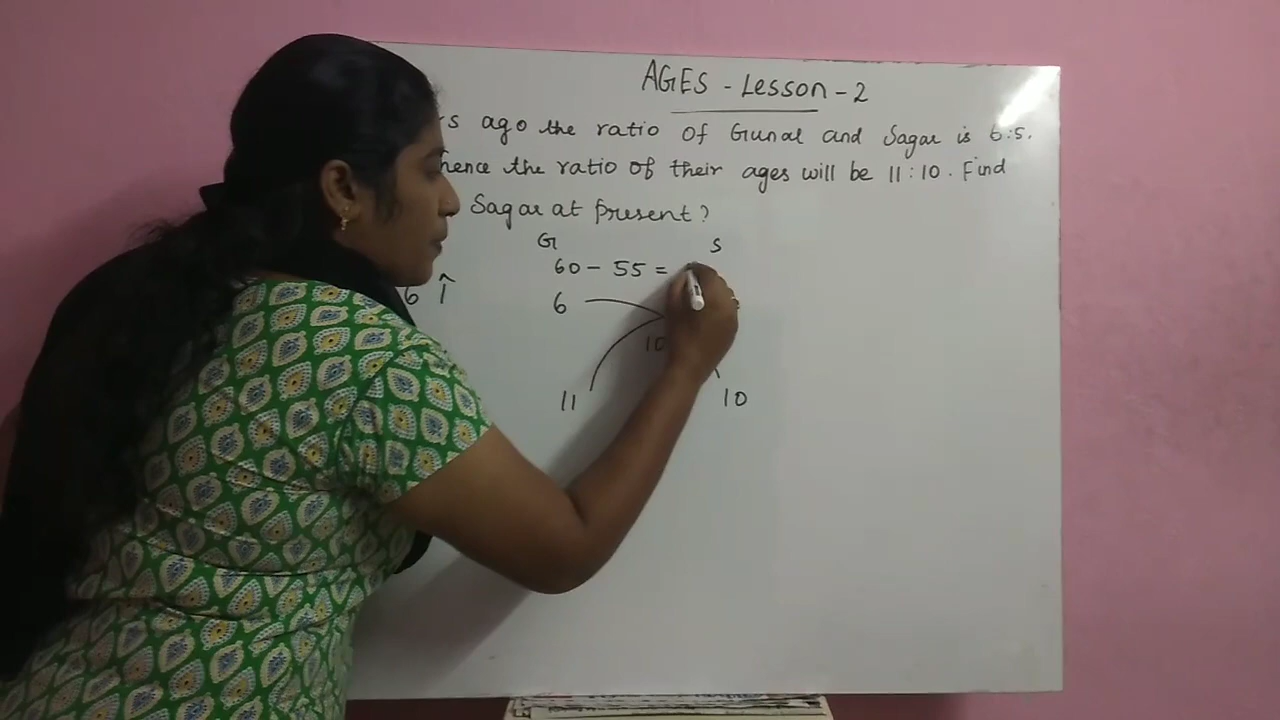 AGES - Lesson - 2
s ago the ratio of Gunal and Sagar is 6:5.
hence the ratio of their ages will be 11:10. Find
Sagar at present?
G S
60 - 55 =
6 1
6
10
11 10